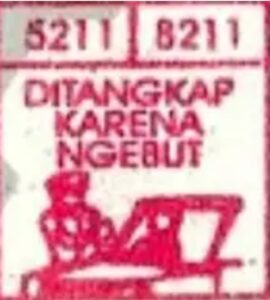 5211 8211
DITANGKAP
KARENA
NGEBUT